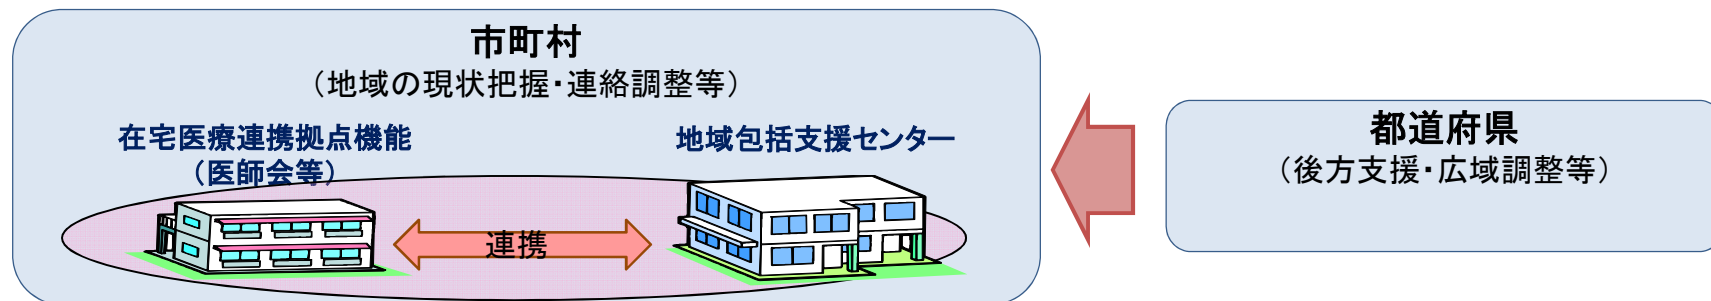 市町村
（地域の現状把握・連絡調整等）
在宅医療連携拠点機能
（医師会等）
地域包括支援センター
連携
都道府県
（後方支援・広域調整等）